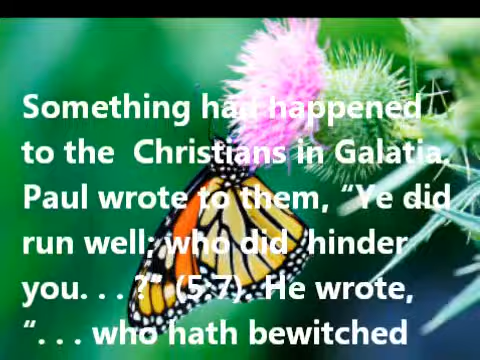 Something had happened
to the  Christians in Galatia.
Paul wrote to them, “Ye did
run well; who did  hinder
you. . . ?” (5:7). He wrote,
“. . . who hath bewitched